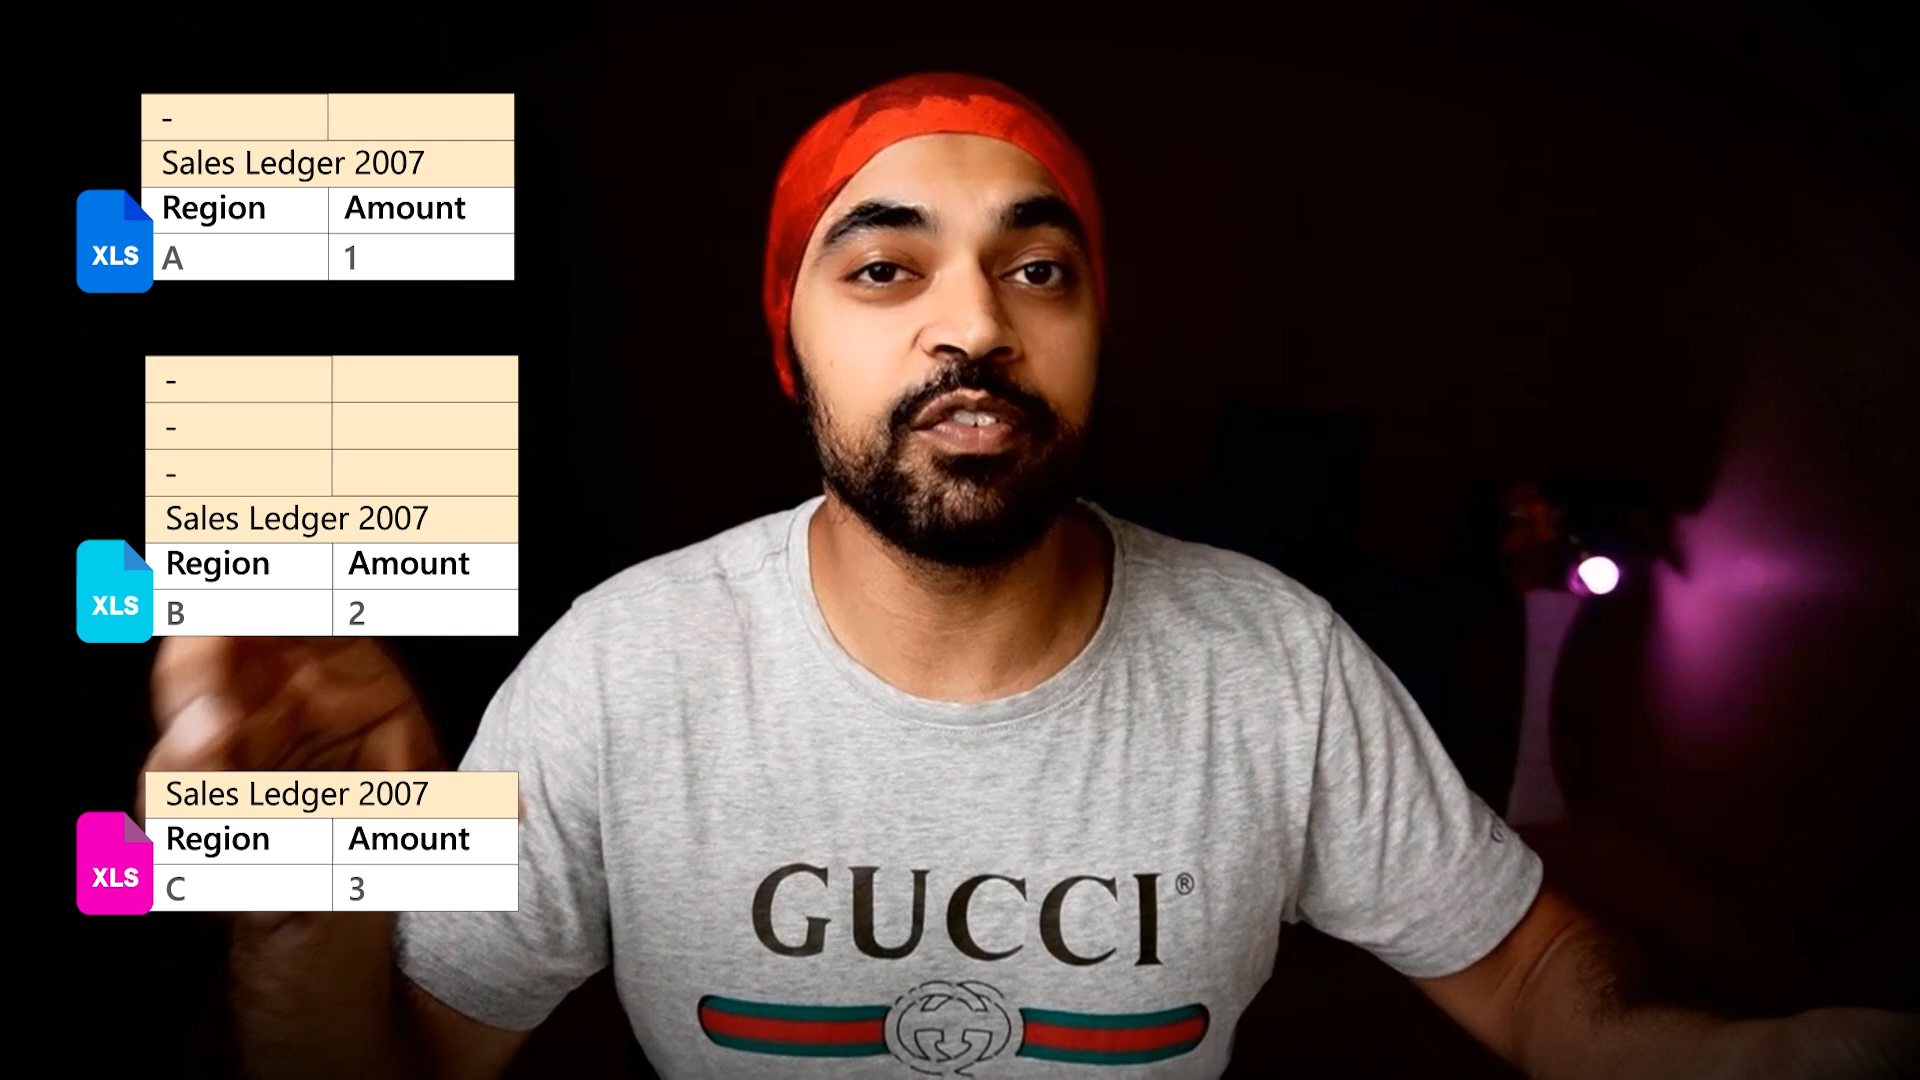 -
Sales Ledger 2007
Region Amount
XLS
A 1
-
-
-
Sales Ledger 2007
Region Amount
XLS
B 2
Sales Ledger 2007
Region Amount
XLS
C 3
GUCCI®